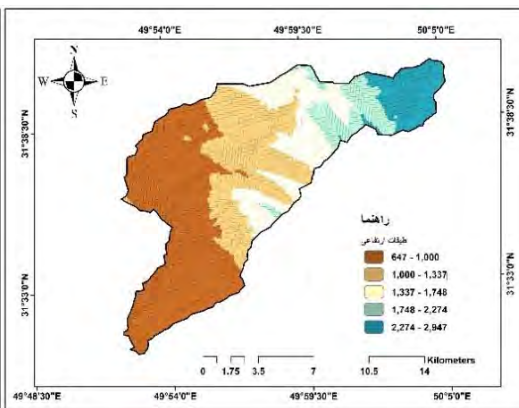 49°54'0"E 49°59'30"E 50°5'0"E
N
W E
S
31°38'30"N
31°38'0"N
راهنما
طبقات ارتفاعی
647 - 1,000
1,000 - 1,337
1,337 - 1,748
1,748 - 2,274
2,274 - 2,947
31°33'0"N
31°33'0"N
Kilometers
0 1.75 3.5 7 10.5 14
49°48'30"E 49°54'0"E 49°59'30"E 50°5'0"E